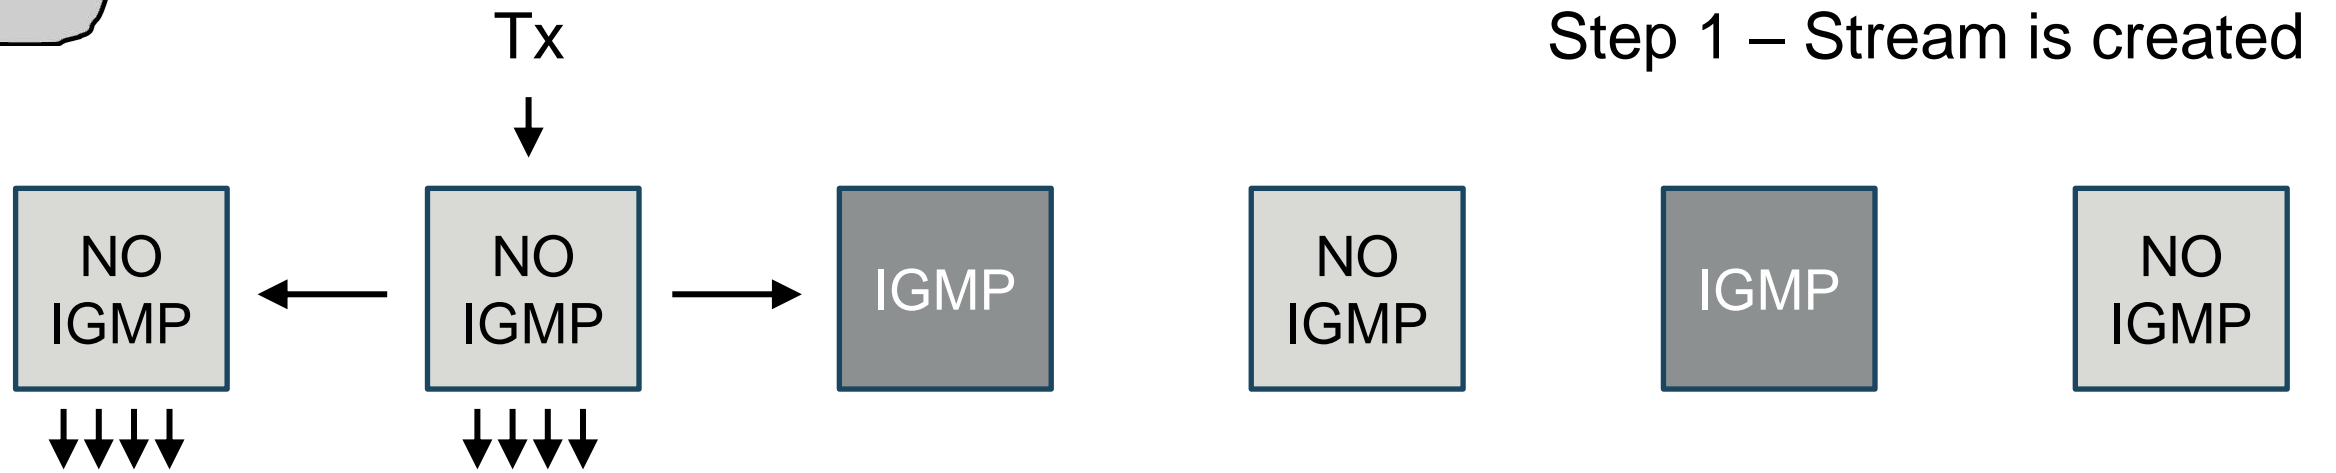 Tx
Step 1 – Stream is created
NO
IGMP
NO
IGMP
IGMP
NO
IGMP
IGMP
NO
IGMP